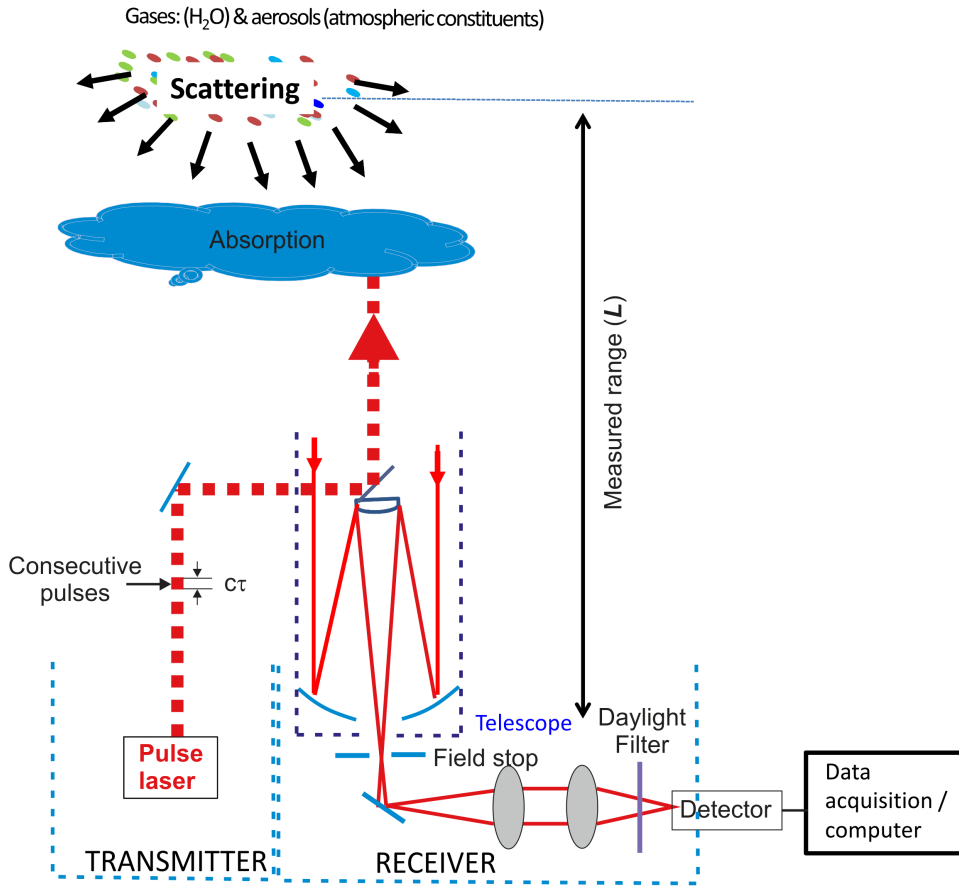 Gases: (H₂O) & aerosols (atmospheric constituents)
Scattering
Absorption
Measured range (L)
Consecutive
pulses
cτ
Telescope
Daylight
Filter
Field stop
Pulse
laser
Detector
Data
acquisition /
computer
TRANSMITTER
RECEIVER